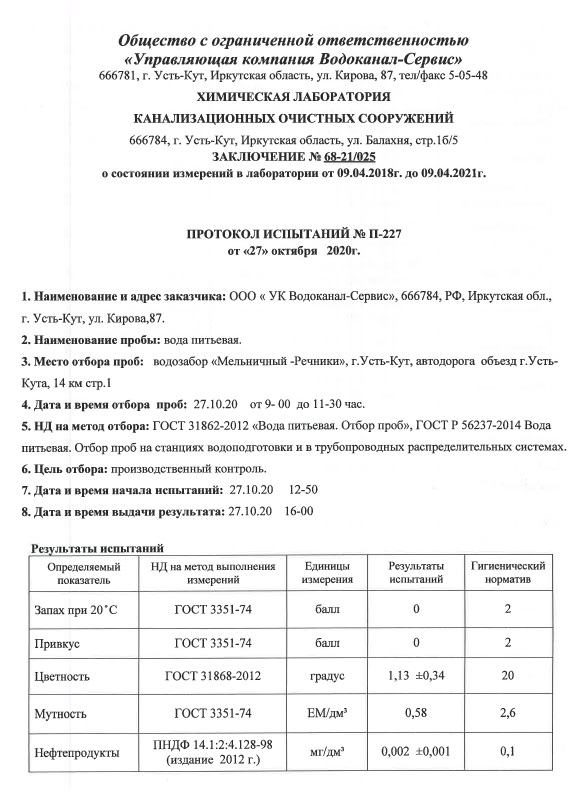 Общество с ограниченной ответственностью
«Управляющая компания Водоканал-Сервис»
666781, г. Усть-Кут, Иркутская область, ул. Кирова, 87, тел/факс 5-05-48
ХИМИЧЕСКАЯ ЛАБОРАТОРИЯ
КАНАЛИЗАЦИОННЫХ ОЧИСТНЫХ СООРУЖЕНИЙ
666784, г. Усть-Кут, Иркутская область, ул. Балахня, стр.1б/5
ЗАКЛЮЧЕНИЕ № 68-21/025
о состоянии измерений в лаборатории от 09.04.2018г. до 09.04.2021г.
ПРОТОКОЛ ИСПЫТАНИЙ № П-227
от «27» октября 2020г.
1. Наименование и адрес заказчика: ООО « УК Водоканал-Сервис», 666784, РФ, Иркутская обл.,
г. Усть-Кут, ул. Кирова,87.
2. Наименование пробы: вода питьевая.
3. Место отбора проб: водозабор «Мельничный -Речники», г.Усть-Кут, автодорога объезд г.Усть-
Кута, 14 км стр.1
4. Дата и время отбора проб: 27.10.20 от 9- 00 до 11-30 час.
5. НД на метод отбора: ГОСТ 31862-2012 «Вода питьевая. Отбор проб», ГОСТ Р 56237-2014 Вода
питьевая. Отбор проб на станциях водоподготовки и в трубопроводных распределительных системах.
6. Цель отбора: производственный контроль.
7. Дата и время начала испытаний: 27.10.20 12-50
8. Дата и время выдачи результата: 27.10.20 16-00
Результаты испытаний
Определяемый показатель НД на метод выполнения измерений Единицы измерения Результаты испытаний Гигиенический норматив
Запах при 20˚С ГОСТ 3351-74 балл 0 2
Привкус ГОСТ 3351-74 балл 0 2
Цветность ГОСТ 31868-2012 градус 1,13 ±0,34 20
Мутность ГОСТ 3351-74 ЕМ/дм³ 0,58 2,6
Нефтепродукты ПНДФ 14.1:2:4.128-98 (издание 2012 г.) мг/дм³ 0,002 ±0,001 0,1